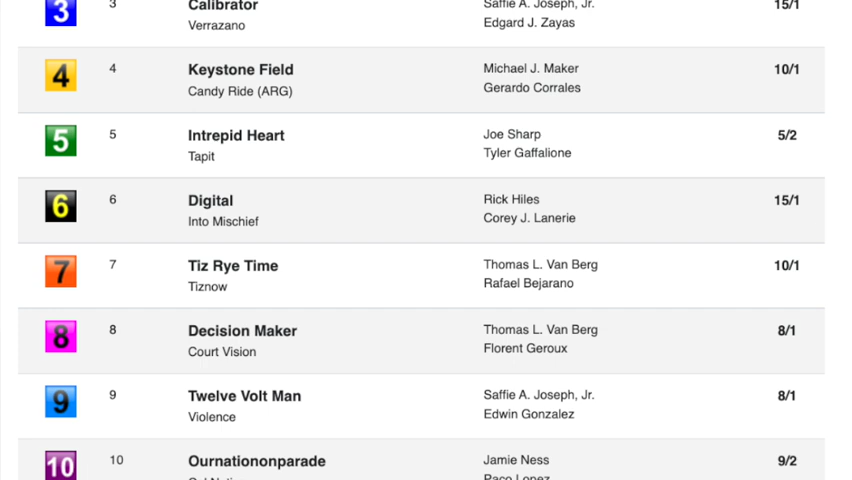 3 3 Calibrator Saffie A. Joseph, Jr. 15/1
Verrazano Edgard J. Zayas
4 4 Keystone Field Michael J. Maker 10/1
Candy Ride (ARG) Gerardo Corrales
5 5 Intrepid Heart Joe Sharp 5/2
Tapit Tyler Gaffalione
6 6 Digital Rick Hiles 15/1
Into Mischief Corey J. Lanerie
7 7 Tiz Rye Time Thomas L. Van Berg 10/1
Tiznow Rafael Bejarano
8 8 Decision Maker Thomas L. Van Berg 8/1
Court Vision Florent Geroux
9 9 Twelve Volt Man Saffie A. Joseph, Jr. 8/1
Violence Edwin Gonzalez
10 10 Ournationonparade Jamie Ness 9/2
Paco Lopez